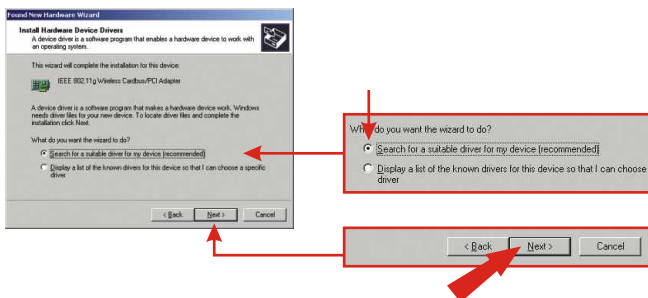 Found New Hardware Wizard
Install Hardware Device Drivers
A device driver is a software program that enables a hardware device to work with
an operating system.
This wizard will complete the installation for this device:
IEEE 802.11g Wireless Cardbus/PCI Adapter
A device driver is a software program that makes a hardware device work. Windows
needs driver files for your new device. To locate driver files and complete the
installation click Next.
What do you want the wizard to do?
Search for a suitable driver for my device (recommended)
Display a list of the known drivers for this device so that I can choose a specific
driver
< Back Next > Cancel
do you want the wizard to do?
Search for a suitable driver for my device (recommended)
Display a list of the known drivers for this device so that I can choose
driver
< Back Next > Cancel